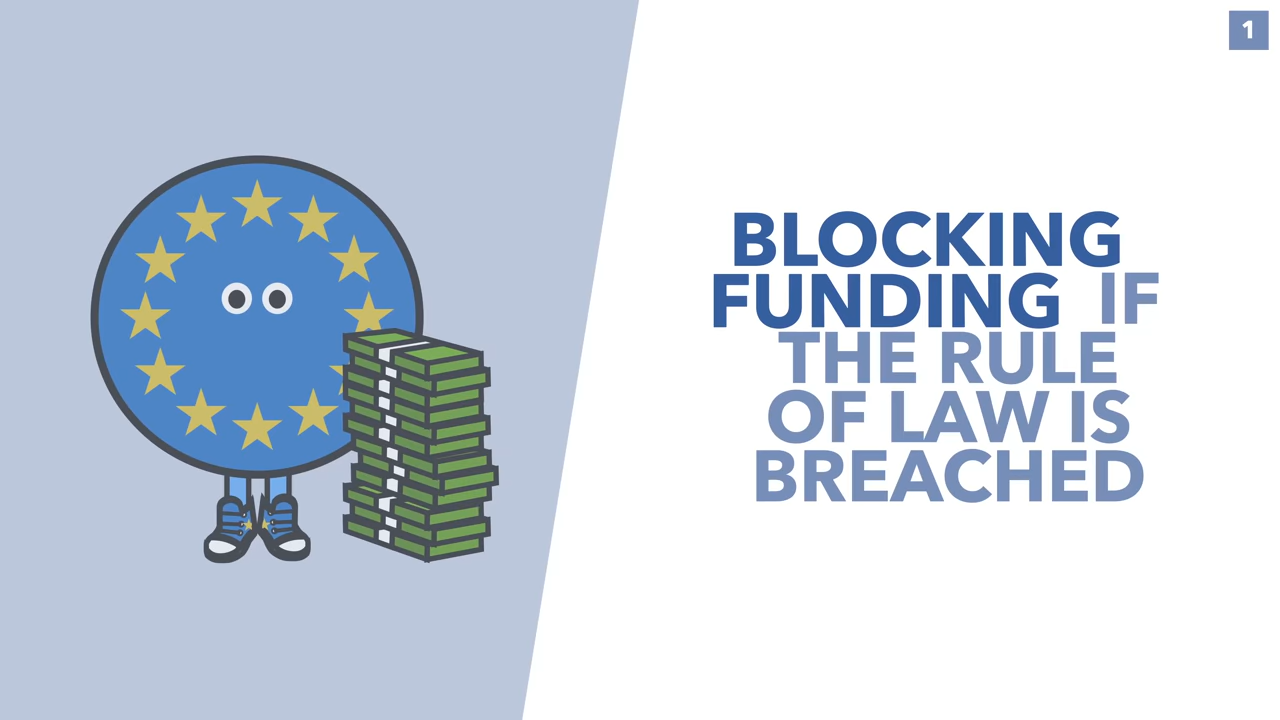 1
BLOCKING
FUNDING IF
THE RULE
OF LAW IS
BREACHED